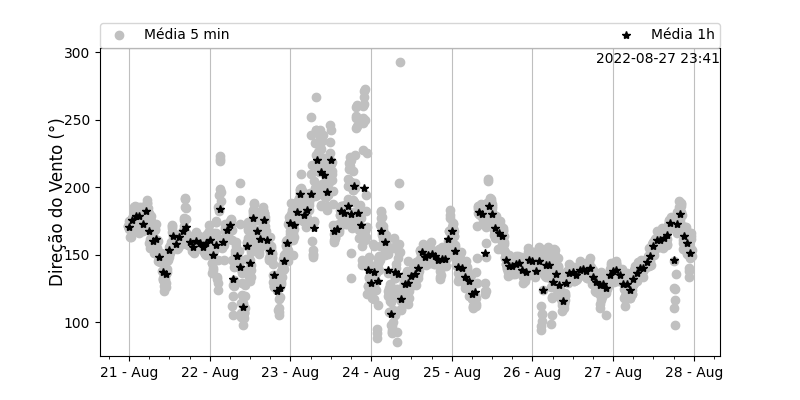 Média 5 min
Média 1h
2022-08-27 23:41
Direção do Vento (°)
300
250
200
150
100
21 - Aug
22 - Aug
23 - Aug
24 - Aug
25 - Aug
26 - Aug
27 - Aug
28 - Aug